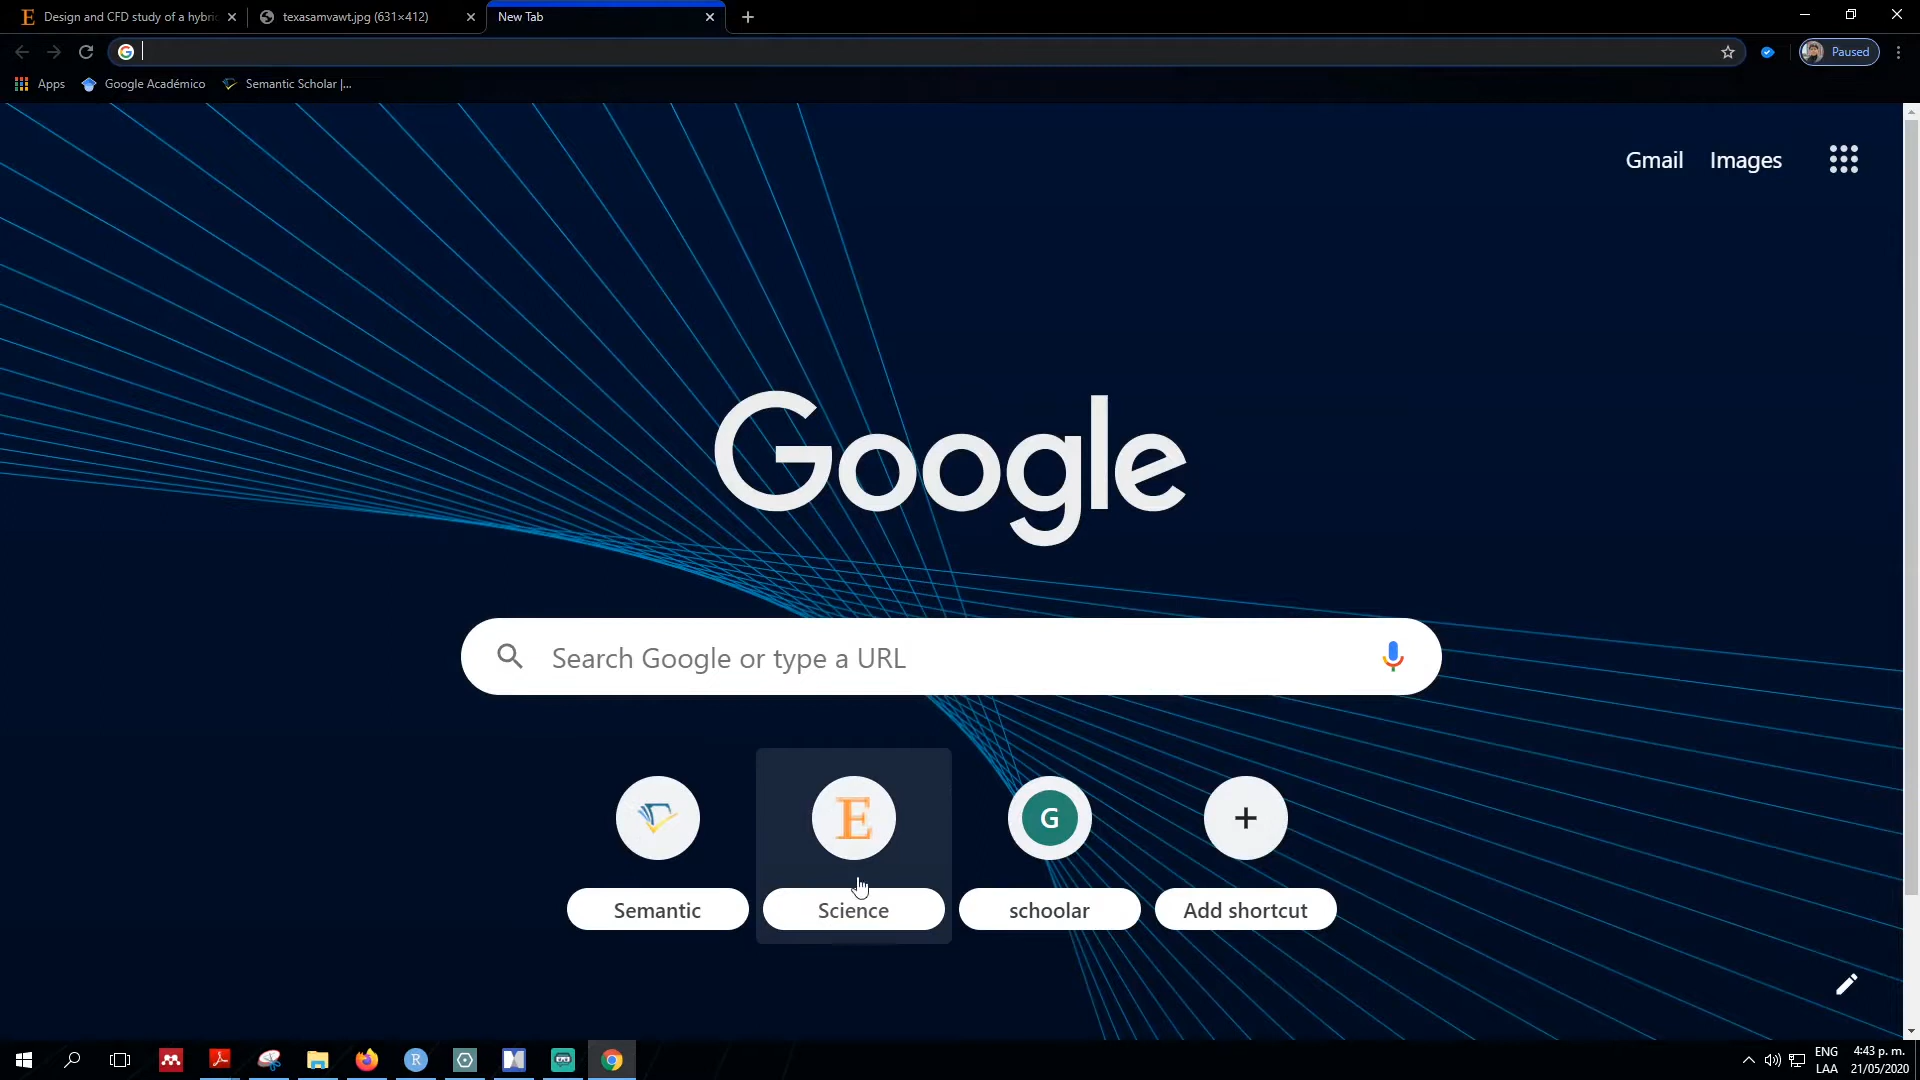 Design and CFD study of a hybri
texasamvawt.jpg (631×412)
New Tab
Paused
Apps
Google Académico
Semantic Scholar |...
Gmail
Images
Google
Search Google or type a URL
E
G
Semantic
Science
schoolar
Add shortcut
ENG
LAA
4:43 p. m.
21/05/2020